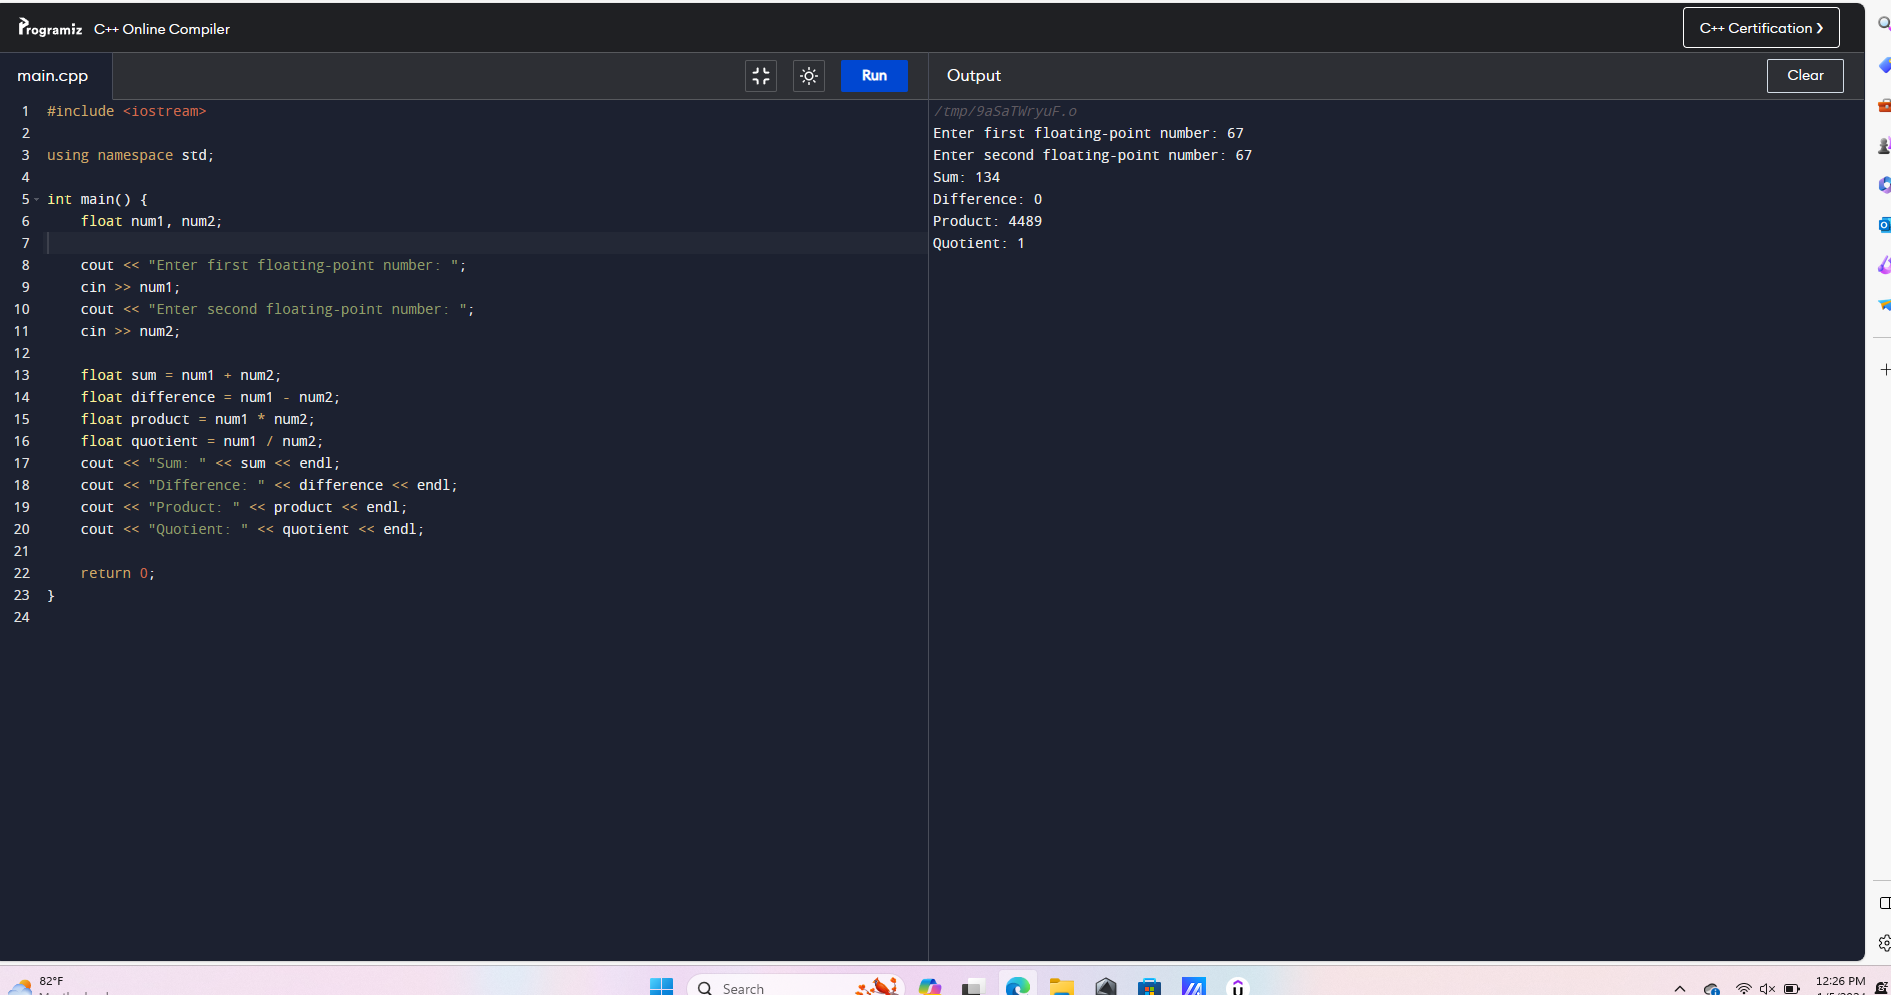 Programiz C++ Online Compiler
C++ Certification ❯
main.cpp
Run
Output
Clear
1 #include <iostream>
2
3 using namespace std;
4
5 int main() {
6     float num1, num2;
7
8     cout << "Enter first floating-point number: ";
9     cin >> num1;
10     cout << "Enter second floating-point number: ";
11     cin >> num2;
12
13     float sum = num1 + num2;
14     float difference = num1 - num2;
15     float product = num1 * num2;
16     float quotient = num1 / num2;
17     cout << "Sum: " << sum << endl;
18     cout << "Difference: " << difference << endl;
19     cout << "Product: " << product << endl;
20     cout << "Quotient: " << quotient << endl;
21
22     return 0;
23 }
24
/tmp/9aSaTWryuF.o
Enter first floating-point number: 67
Enter second floating-point number: 67
Sum: 134
Difference: 0
Product: 4489
Quotient: 1
82°F
Search
12:26 PM